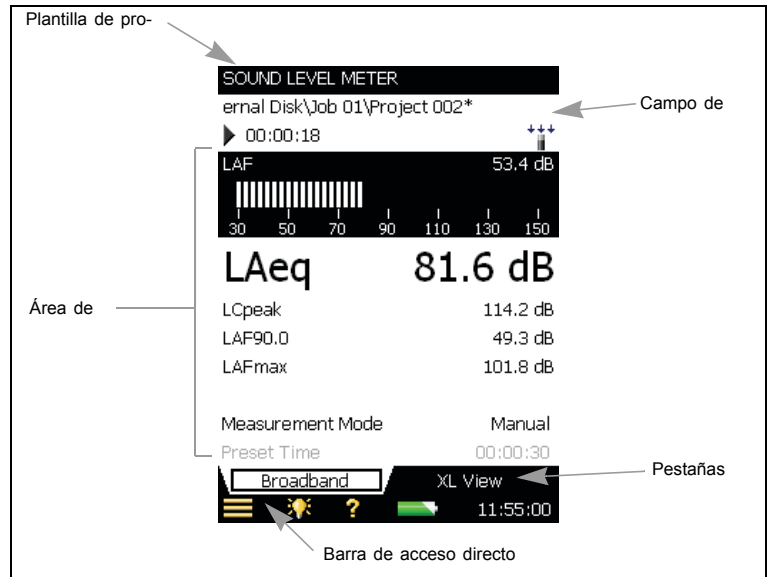 Plantilla de pro-
SOUND LEVEL METER
ernal Disk\Job 01\Project 002*
Campo de
00:00:18
LAF 53.4 dB
30 50 70 90 110 130 150
LAeq 81.6 dB
LCpeak 114.2 dB
Área de
LAF90.0 49.3 dB
LAFmax 101.8 dB
Measurement Mode Manual
Preset Time 00:00:30
Pestañas
Broadband XL View
? 11:55:00
Barra de acceso directo